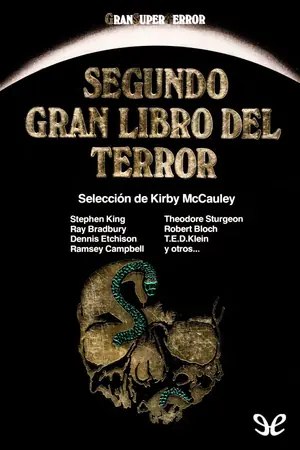 GranSuperTerror
SEGUNDO
GRAN LIBRO DEL
TERROR
Selección de Kirby McCauley
Stephen King
Ray Bradbury
Dennis Etchison
Ramsey Campbell
Theodore Sturgeon
Robert Bloch
T.E.D.Klein
y otros...